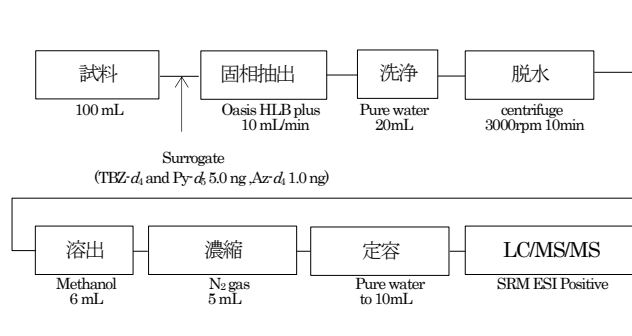 試料
固相抽出
洗浄
脱水
100 mL
Oasis HLB plus
10 mL/min
Pure water
20mL
centrifuge
3000rpm 10min
Surrogate
(TBZ-d4 and Py-d5 5.0 ng ,Az-d4 1.0 ng)
溶出
濃縮
定容
LC/MS/MS
Methanol
6 mL
N2 gas
5 mL
Pure water
to 10mL
SRM ESI Positive